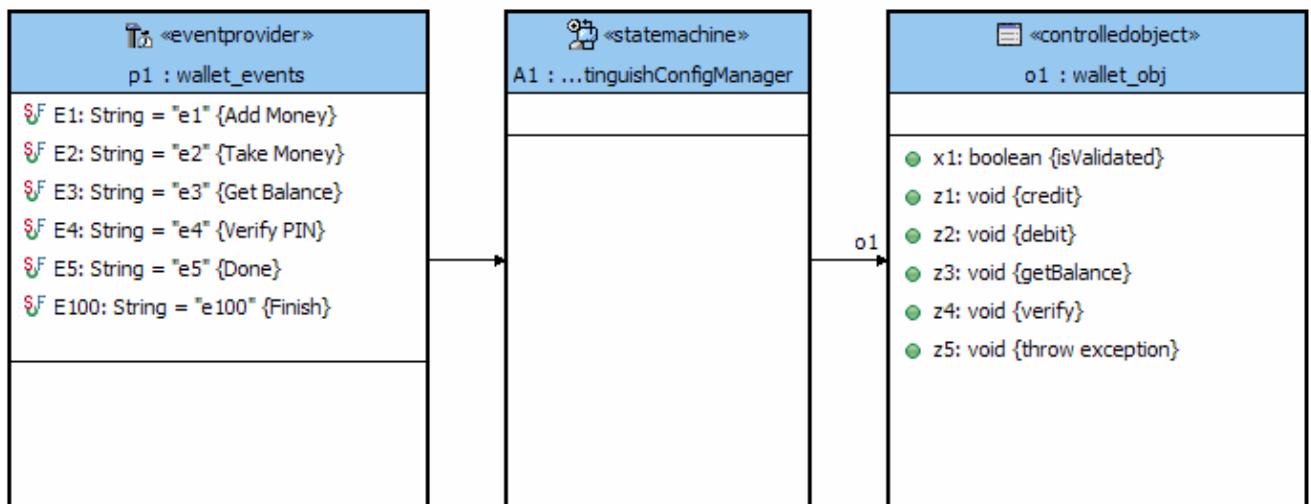 «eventprovider»
p1 : wallet_events
E1: String = "e1" {Add Money}
E2: String = "e2" {Take Money}
E3: String = "e3" {Get Balance}
E4: String = "e4" {Verify PIN}
E5: String = "e5" {Done}
E100: String = "e100" {Finish}
«statemachine»
A1 : ...tinguishConfigManager
o1
«controlledobject»
o1 : wallet_obj
x1: boolean {isValidated}
z1: void {credit}
z2: void {debit}
z3: void {getBalance}
z4: void {verify}
z5: void {throw exception}